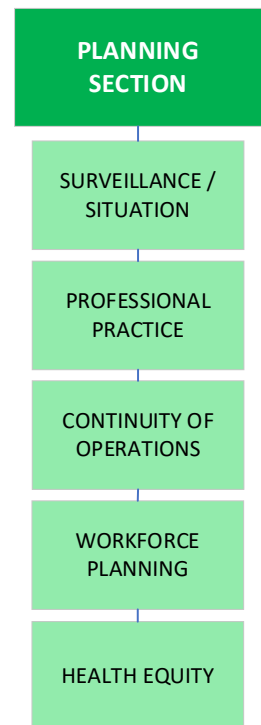 PLANNING
SECTION
SURVEILLANCE /
SITUATION
PROFESSIONAL
PRACTICE
CONTINUITY OF
OPERATIONS
WORKFORCE
PLANNING
HEALTH EQUITY